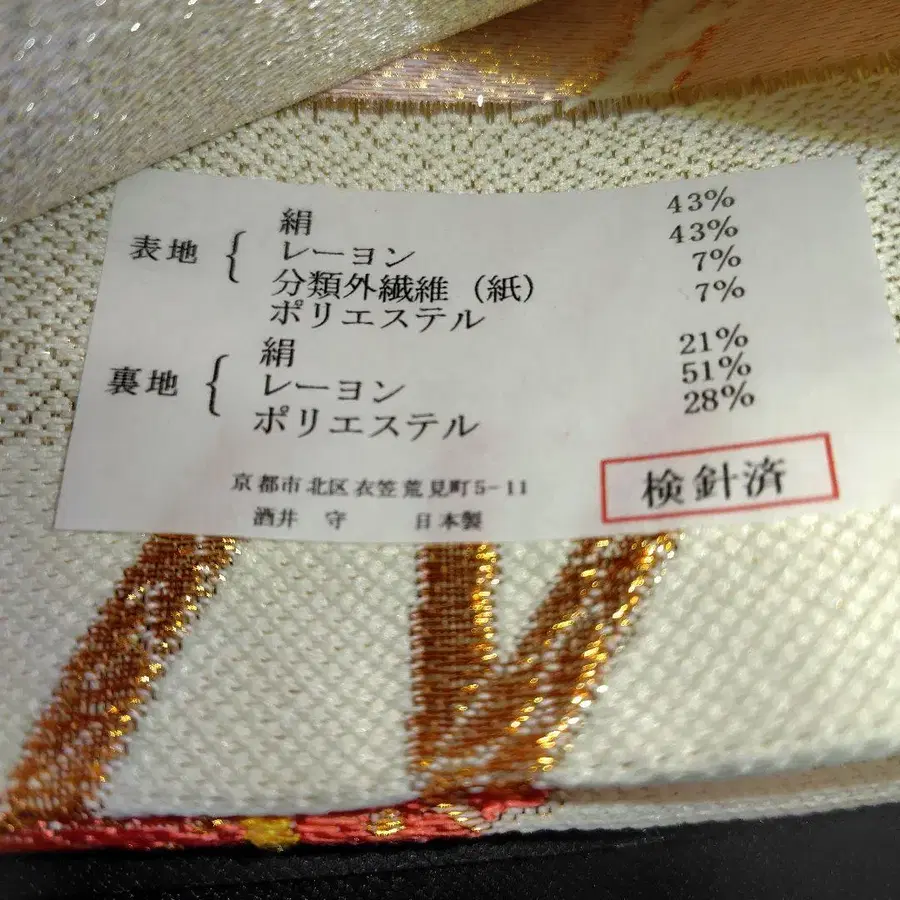 表地 { 絹 43%
レーヨン 43%
分類外繊維（紙） 7%
ポリエステル 7%
裏地 { 絹 21%
レーヨン 51%
ポリエステル 28%
京都市北区衣笠荒見町5-11
酒井 守 日本製
検針済